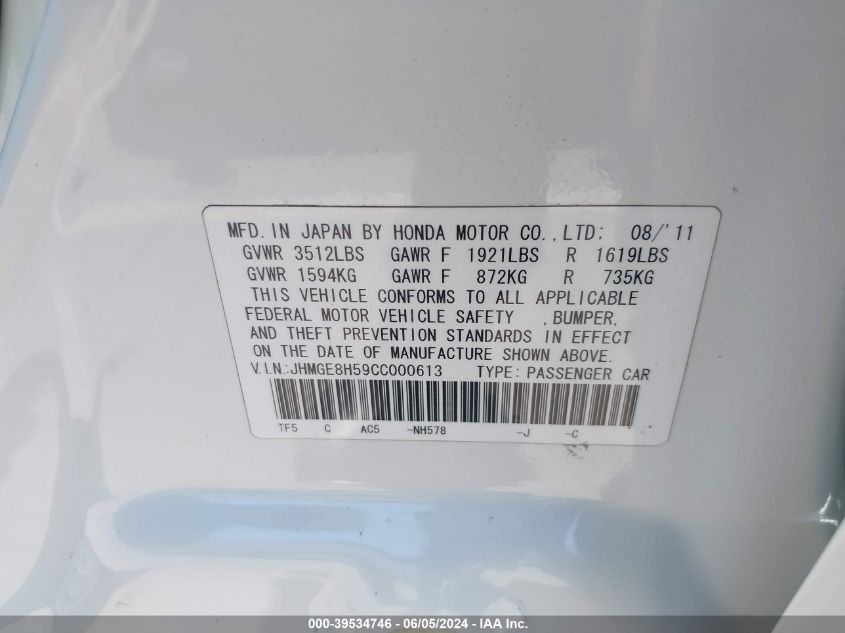 MFD. IN JAPAN BY HONDA MOTOR CO.,LTD; 08/'11
GVWR 3512LBS GAWR F 1921LBS R 1619LBS
GVWR 1594KG GAWR F 872KG R 735KG
THIS VEHICLE CONFORMS TO ALL APPLICABLE
FEDERAL MOTOR VEHICLE SAFETY ,BUMPER,
AND THEFT PREVENTION STANDARDS IN EFFECT
ON THE DATE OF MANUFACTURE SHOWN ABOVE.
V.I.N.:JHMGE8H59CC000613 TYPE: PASSENGER CAR
TF5 C AC5 -NH578 -J -C
000-39534746 - 06/05/2024 - IAA Inc.